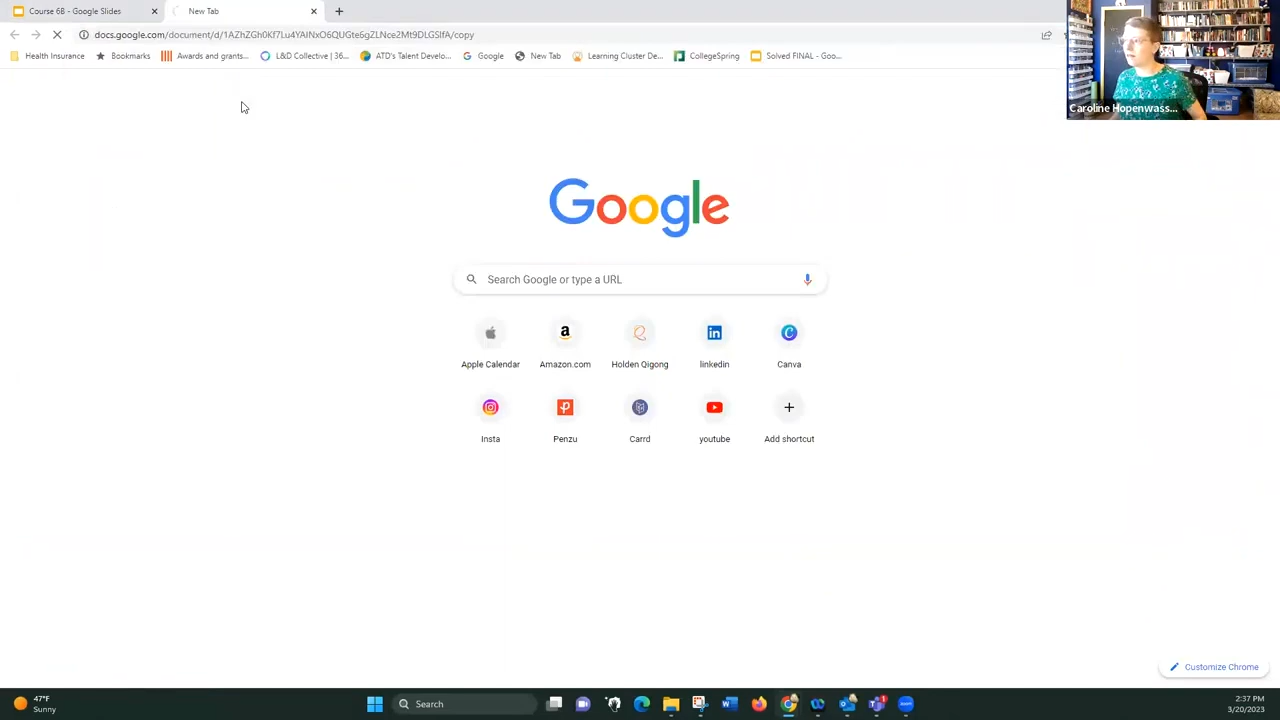 Course 6B - Google Slides
New Tab
docs.google.com/document/d/1AZhZGh0Kf7Lu4YAINxO6QUGte6gZLNce2Mt9DLGSlfA/copy
Health Insurance
Bookmarks
Awards and grants...
L&D Collective | 36...
ATD's Talent Develo...
Google
New Tab
Learning Cluster De...
CollegeSpring
Solved FINAL - Goo...
Caroline Hopenwass...
Google
Search Google or type a URL
Apple Calendar
Amazon.com
Holden Qigong
linkedin
Canva
Insta
Penzu
Carrd
youtube
Add shortcut
Customize Chrome
47°F
Sunny
Search
2:37 PM
3/20/2023